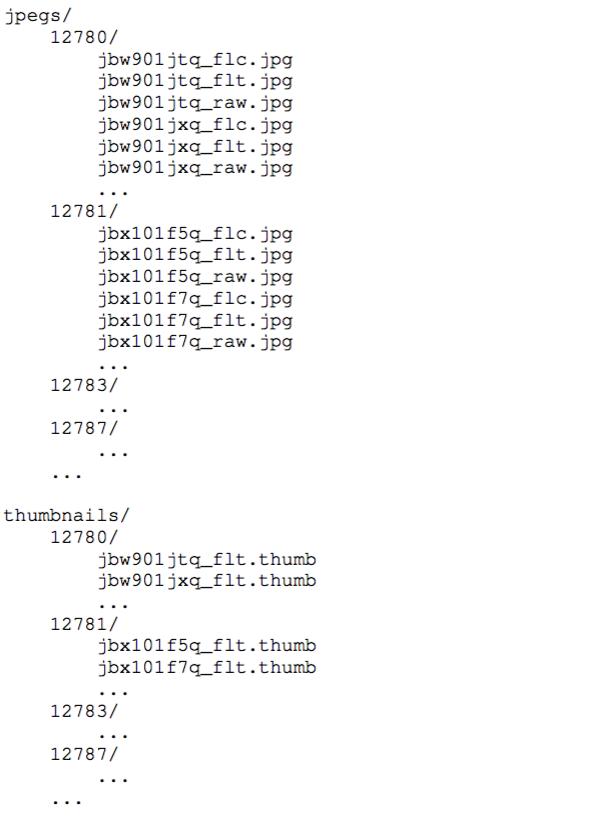 jpegs/
    12780/
        jbw901jtq_flc.jpg
        jbw901jtq_flt.jpg
        jbw901jtq_raw.jpg
        jbw901jxq_flc.jpg
        jbw901jxq_flt.jpg
        jbw901jxq_raw.jpg
        ...
    12781/
        jbx101f5q_flc.jpg
        jbx101f5q_flt.jpg
        jbx101f5q_raw.jpg
        jbx101f7q_flc.jpg
        jbx101f7q_flt.jpg
        jbx101f7q_raw.jpg
        ...
    12783/
        ...
    12787/
        ...
    ...

thumbnails/
    12780/
        jbw901jtq_flt.thumb
        jbw901jxq_flt.thumb
        ...
    12781/
        jbx101f5q_flt.thumb
        jbx101f7q_flt.thumb
        ...
    12783/
        ...
    12787/
        ...
    ...